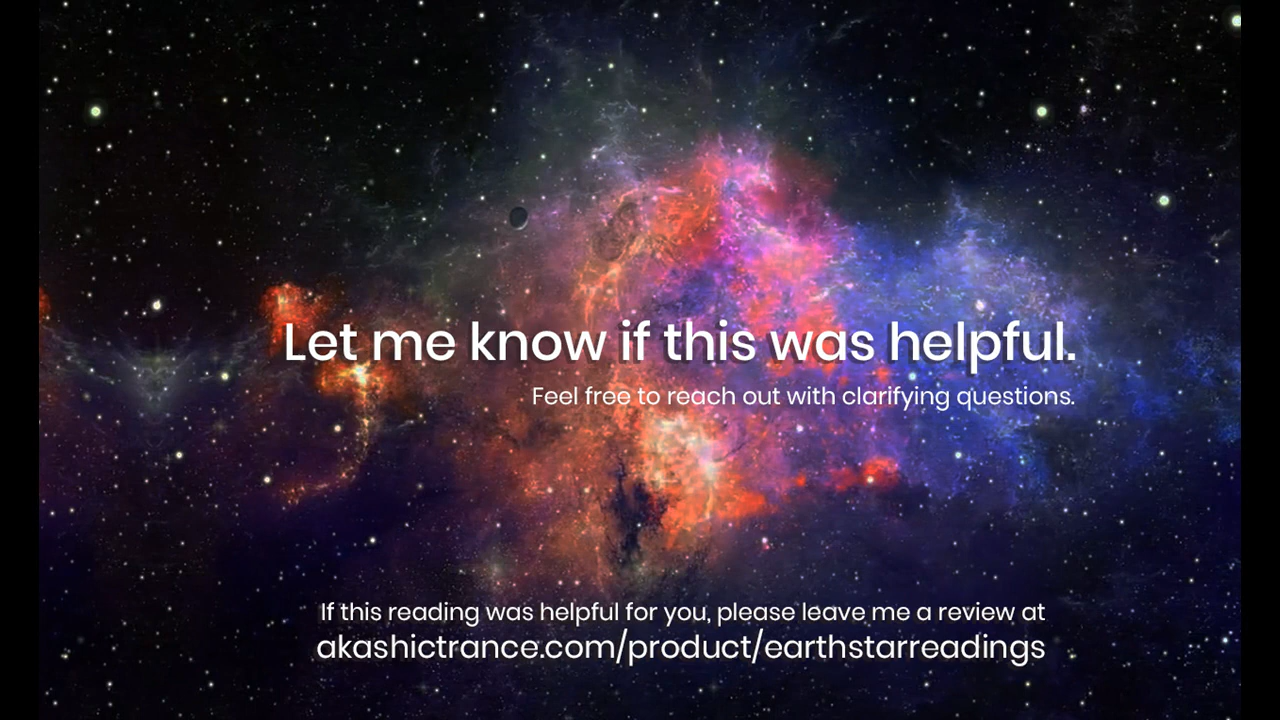 Let me know if this was helpful.
Feel free to reach out with clarifying questions.
If this reading was helpful for you, please leave me a review at
akashictrance.com/product/earthstarreadings